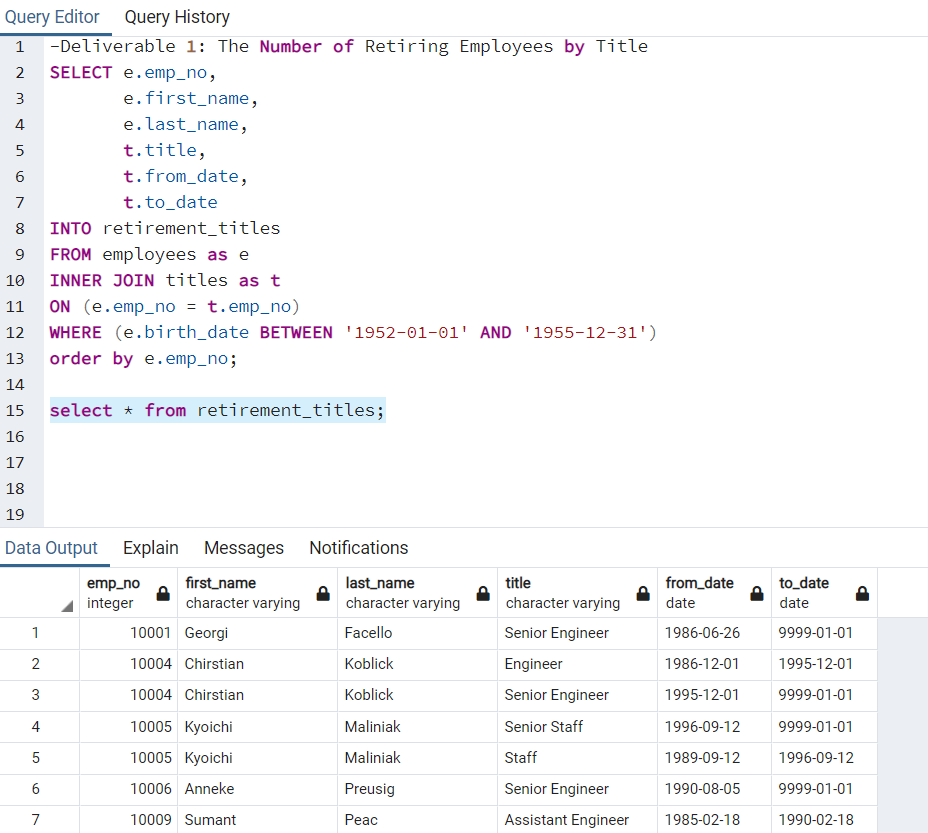 Query Editor Query History
1 -Deliverable 1: The Number of Retiring Employees by Title
2 SELECT e.emp_no,
3 e.first_name,
4 e.last_name,
5 t.title,
6 t.from_date,
7 t.to_date
8 INTO retirement_titles
9 FROM employees as e
10 INNER JOIN titles as t
11 ON (e.emp_no = t.emp_no)
12 WHERE (e.birth_date BETWEEN '1952-01-01' AND '1955-12-31')
13 order by e.emp_no;
14
15 select * from retirement_titles;
16
17
18
19
Data Output Explain Messages Notifications
emp_no first_name last_name title from_date to_date
integer character varying character varying character varying date date
1 10001 Georgi Facello Senior Engineer 1986-06-26 9999-01-01
2 10004 Chirstian Koblick Engineer 1986-12-01 1995-12-01
3 10004 Chirstian Koblick Senior Engineer 1995-12-01 9999-01-01
4 10005 Kyoichi Maliniak Senior Staff 1996-09-12 9999-01-01
5 10005 Kyoichi Maliniak Staff 1989-09-12 1996-09-12
6 10006 Anneke Preusig Senior Engineer 1990-08-05 9999-01-01
7 10009 Sumant Peac Assistant Engineer 1985-02-18 1990-02-18